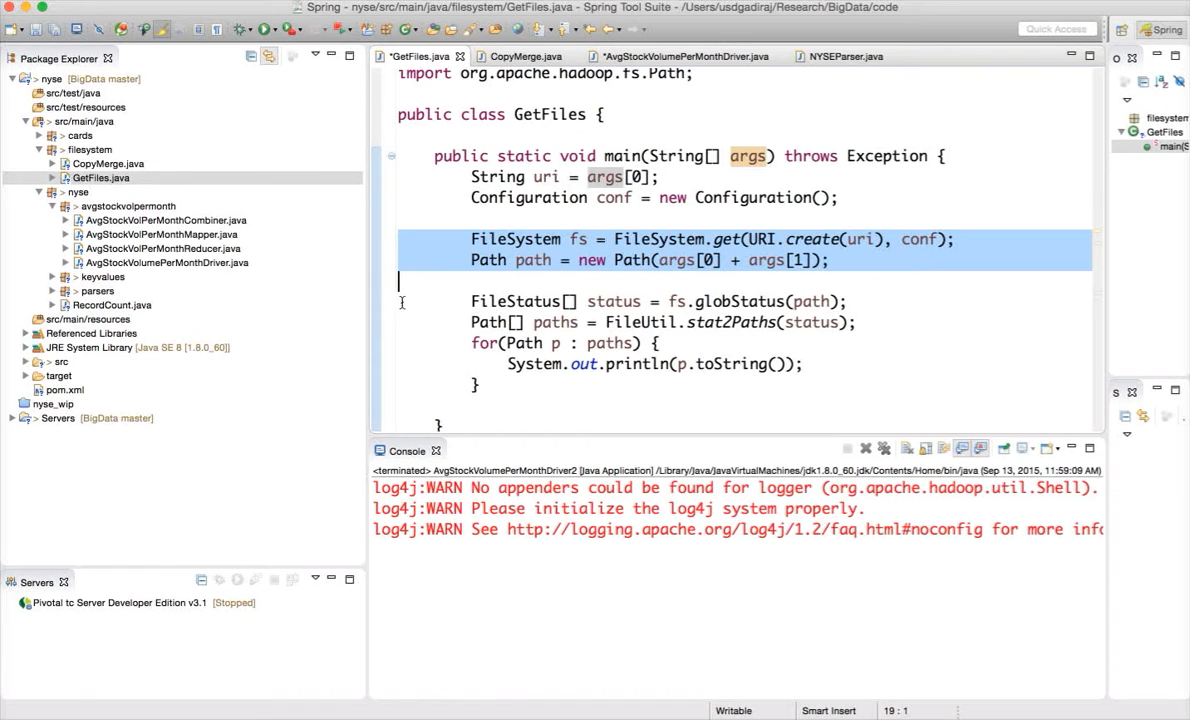 Spring - nyse/src/main/java/filesystem/GetFiles.java - Spring Tool Suite - /Users/usdgadiraj/Research/BigData/code
Quick Access
Spring
Package Explorer
> nyse [BigData master]
src/test/java
src/test/resources
> src/main/java
> cards
> filesystem
> CopyMerge.java
GetFiles.java
> nyse
> avgstockvolpermonth
> AvgStockVolPerMonthCombiner.java
> AvgStockVolPerMonthMapper.java
> AvgStockVolPerMonthReducer.java
> AvgStockVolumePerMonthDriver.java
> keyvalues
> parsers
> RecordCount.java
> src/main/resources
Referenced Libraries
JRE System Library [Java SE 8 [1.8.0_60]]
> src
> target
pom.xml
nyse_wip
> Servers [BigData master]
Servers
Pivotal tc Server Developer Edition v3.1 [Stopped]
*GetFiles.java
CopyMerge.java
*AvgStockVolumePerMonthDriver.java
NYSEParser.java
import org.apache.hadoop.fs.Path;
public class GetFiles {
public static void main(String[] args) throws Exception {
String uri = args[0];
Configuration conf = new Configuration();
FileSystem fs = FileSystem.get(URI.create(uri), conf);
Path path = new Path(args[0] + args[1]);
FileStatus[] status = fs.globStatus(path);
Path[] paths = FileUtil.stat2Paths(status);
for(Path p : paths) {
System.out.println(p.toString());
}
}
Console
<terminated> AvgStockVolumePerMonthDriver2 [Java Application] /Library/Java/JavaVirtualMachines/jdk1.8.0_60.jdk/Contents/Home/bin/java (Sep 13, 2015, 11:59:09 AM)
log4j:WARN No appenders could be found for logger (org.apache.hadoop.util.Shell).
log4j:WARN Please initialize the log4j system properly.
log4j:WARN See http://logging.apache.org/log4j/1.2/faq.html#noconfig for more info
O
filesystem
GetFiles
main(S
S
Writable
Smart Insert
19 : 1